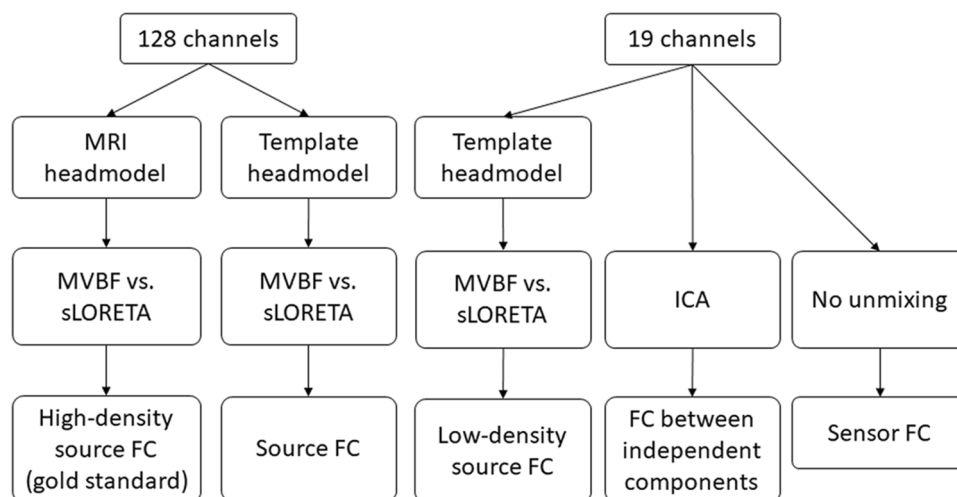 128 channels
19 channels
MRI
headmodel
Template
headmodel
Template
headmodel
MVBF vs.
sLORETA
MVBF vs.
sLORETA
MVBF vs.
sLORETA
ICA
No unmixing
High-density
source FC
(gold standard)
Source FC
Low-density
source FC
FC between
independent
components
Sensor FC